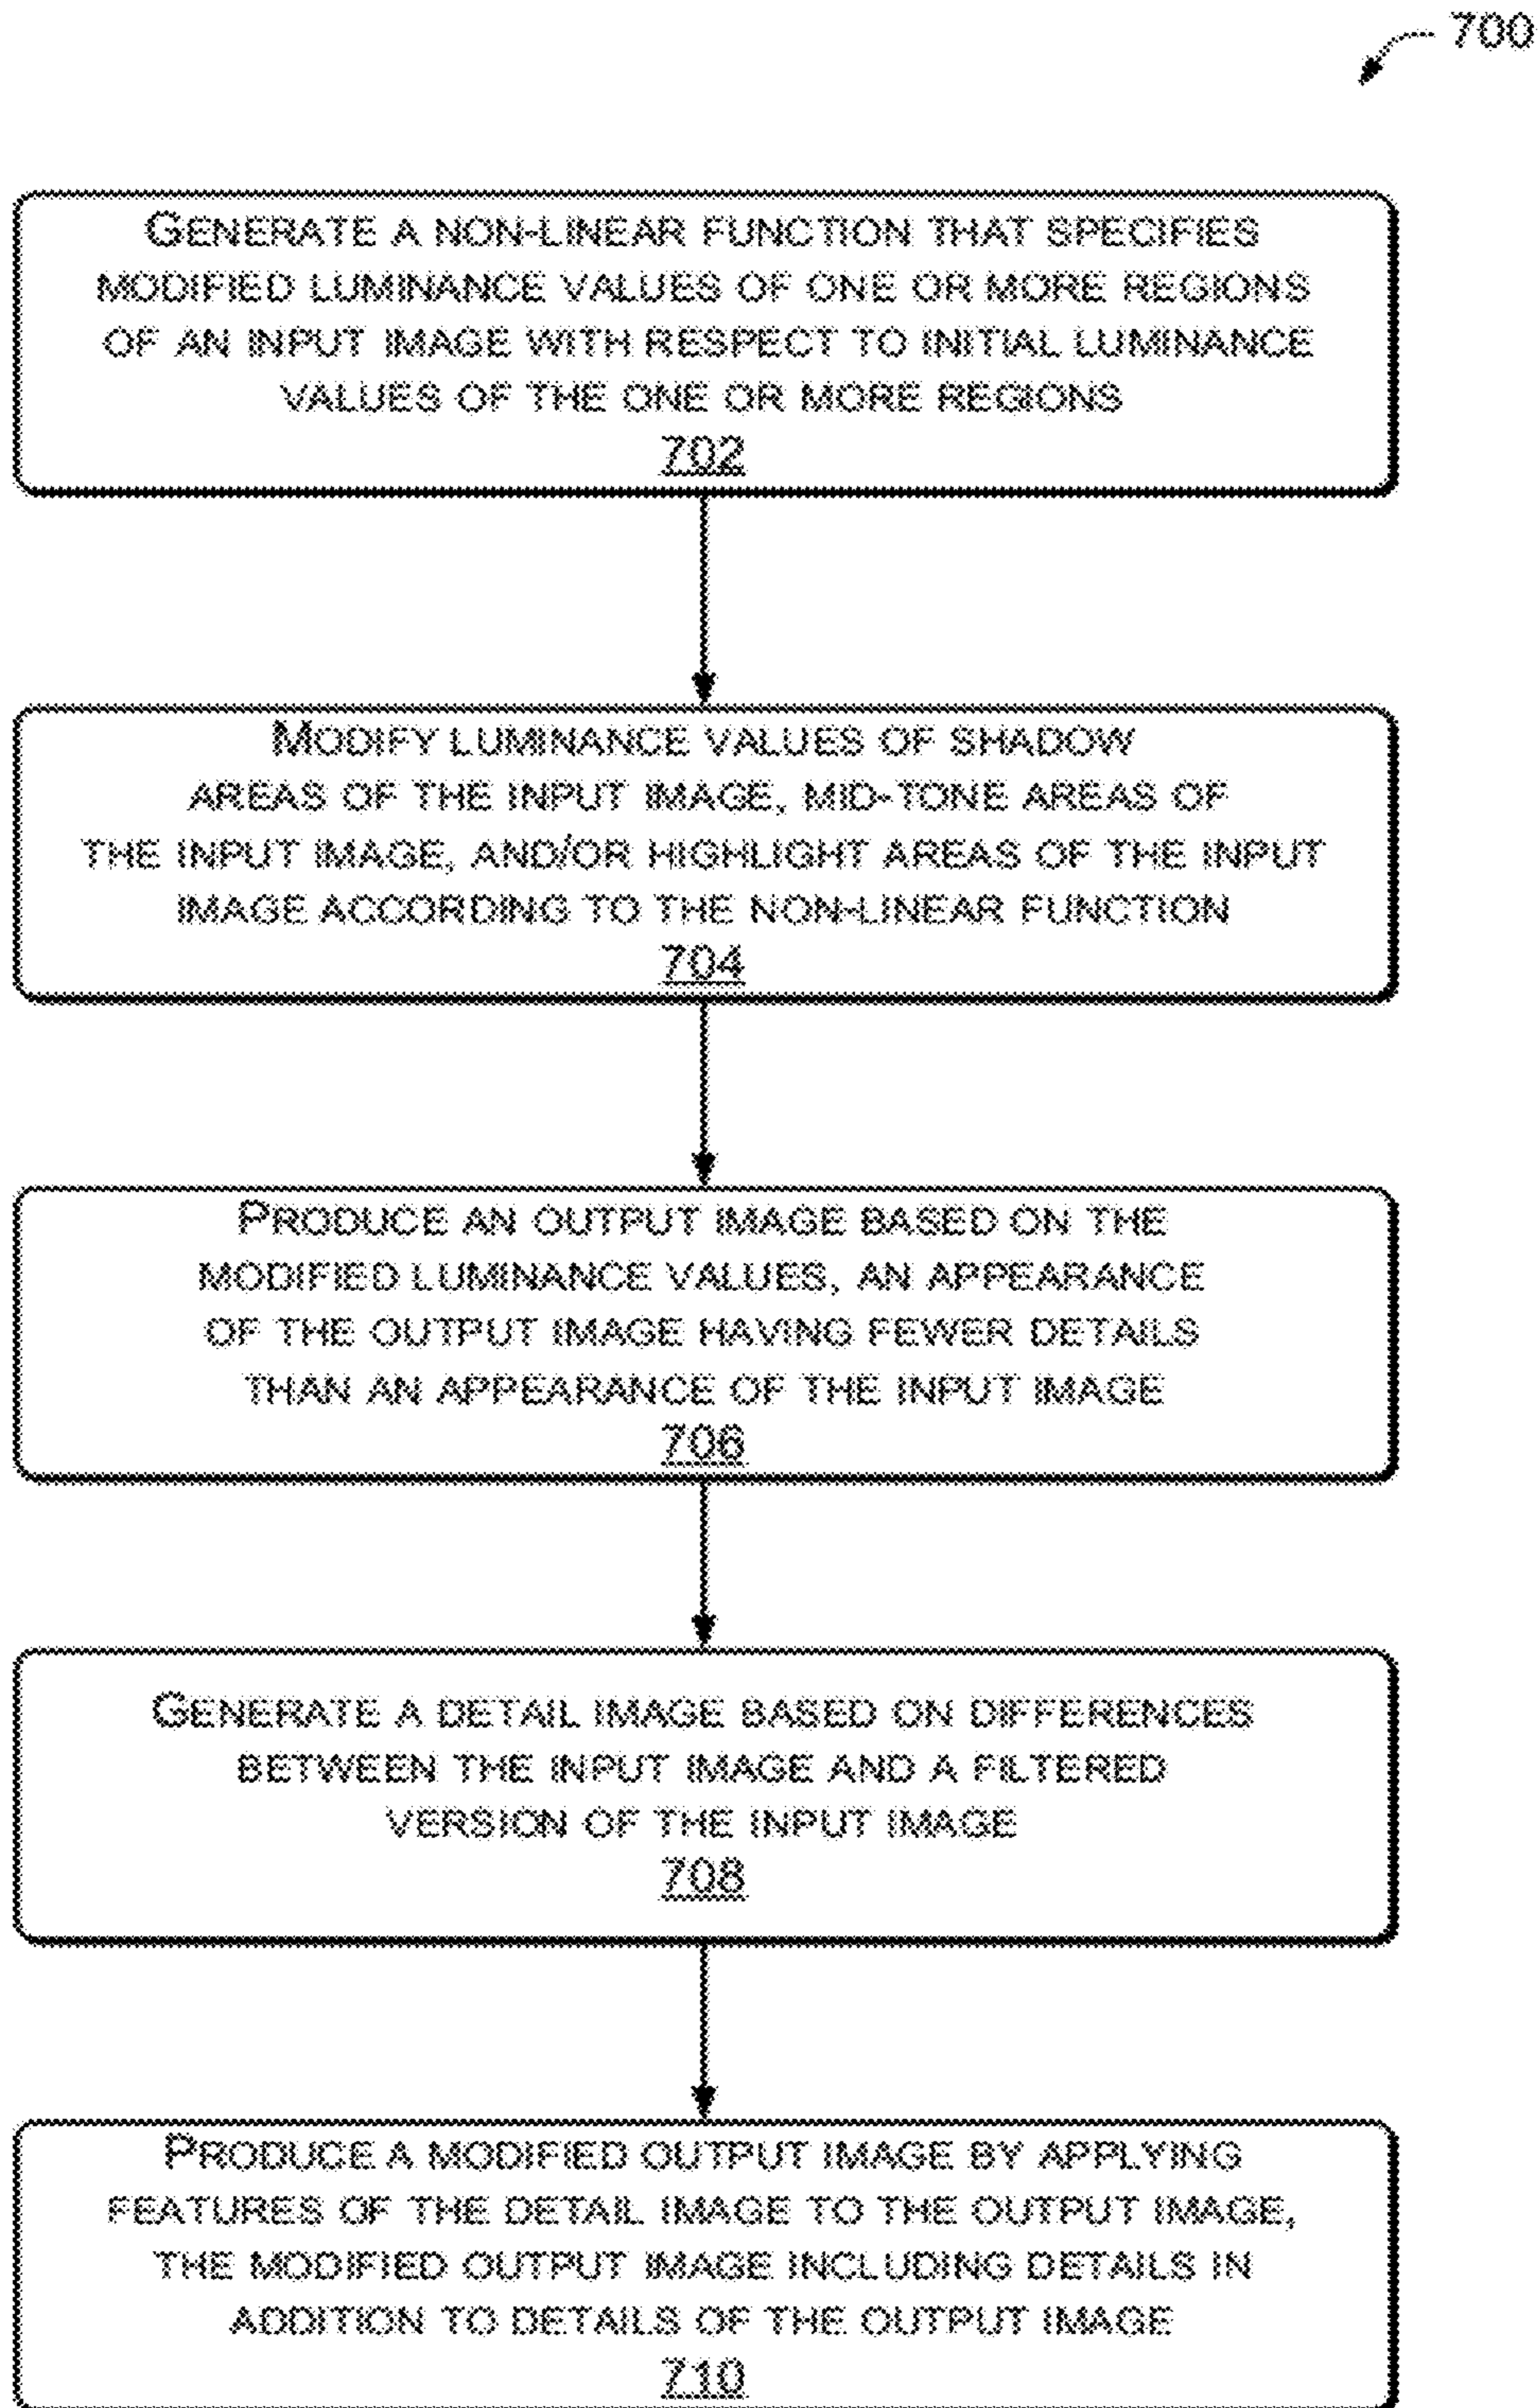 700
GENERATE A NON-LINEAR FUNCTION THAT SPECIFIES
MODIFIED LUMINANCE VALUES OF ONE OR MORE REGIONS
OF AN INPUT IMAGE WITH RESPECT TO INITIAL LUMINANCE
VALUES OF THE ONE OR MORE REGIONS
702
MODIFY LUMINANCE VALUES OF SHADOW
AREAS OF THE INPUT IMAGE, MID-TONE AREAS OF
THE INPUT IMAGE, AND/OR HIGHLIGHT AREAS OF THE INPUT
IMAGE ACCORDING TO THE NON-LINEAR FUNCTION
704
PRODUCE AN OUTPUT IMAGE BASED ON THE
MODIFIED LUMINANCE VALUES, AN APPEARANCE
OF THE OUTPUT IMAGE HAVING FEWER DETAILS
THAN AN APPEARANCE OF THE INPUT IMAGE
706
GENERATE A DETAIL IMAGE BASED ON DIFFERENCES
BETWEEN THE INPUT IMAGE AND A FILTERED
VERSION OF THE INPUT IMAGE
708
PRODUCE A MODIFIED OUTPUT IMAGE BY APPLYING
FEATURES OF THE DETAIL IMAGE TO THE OUTPUT IMAGE,
THE MODIFIED OUTPUT IMAGE INCLUDING DETAILS IN
ADDITION TO DETAILS OF THE OUTPUT IMAGE
710